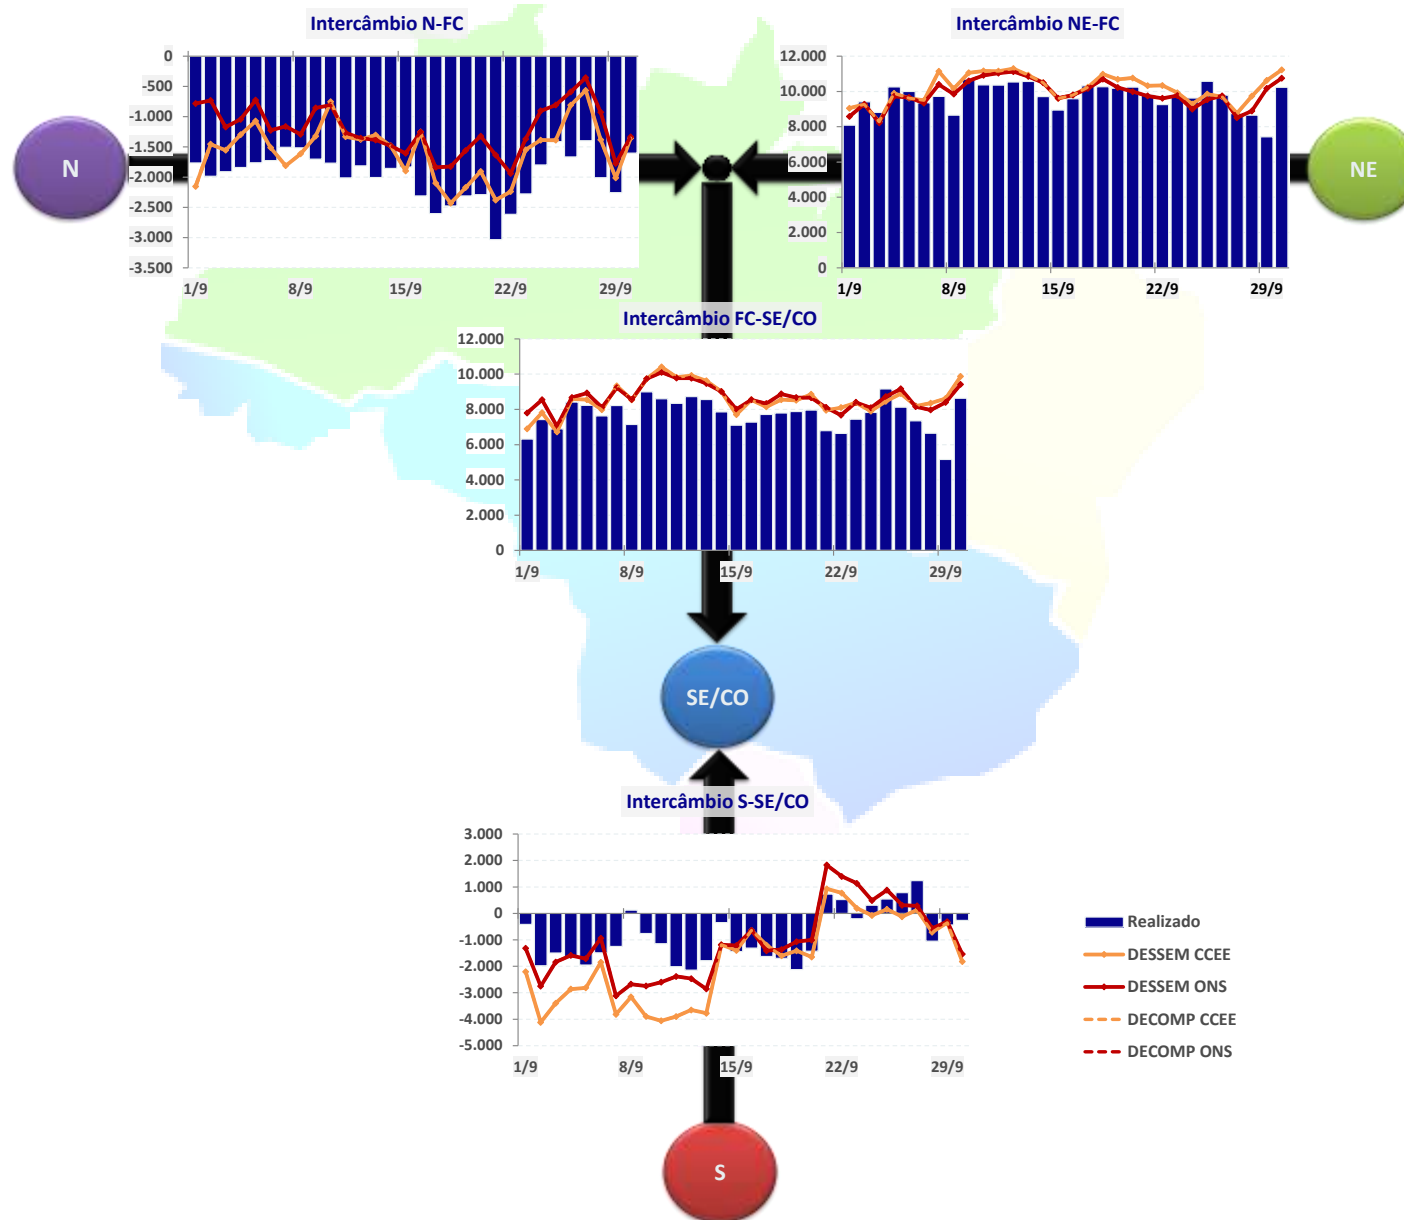 Intercâmbio N-FC
0
-500
-1.000
-1.500
-2.000
-2.500
-3.000
-3.500
1/9 8/9 15/9 22/9 29/9
Intercâmbio NE-FC
12.000
10.000
8.000
6.000
4.000
2.000
0
1/9 8/9 15/9 22/9 29/9
N
NE
Intercâmbio FC-SE/CO
12.000
10.000
8.000
6.000
4.000
2.000
0
1/9 8/9 15/9 22/9 29/9
SE/CO
Intercâmbio S-SE/CO
3.000
2.000
1.000
0
-1.000
-2.000
-3.000
-4.000
-5.000
1/9 8/9 15/9 22/9 29/9
Realizado
DESSEM CCEE
DESSEM ONS
DECOMP CCEE
DECOMP ONS
S